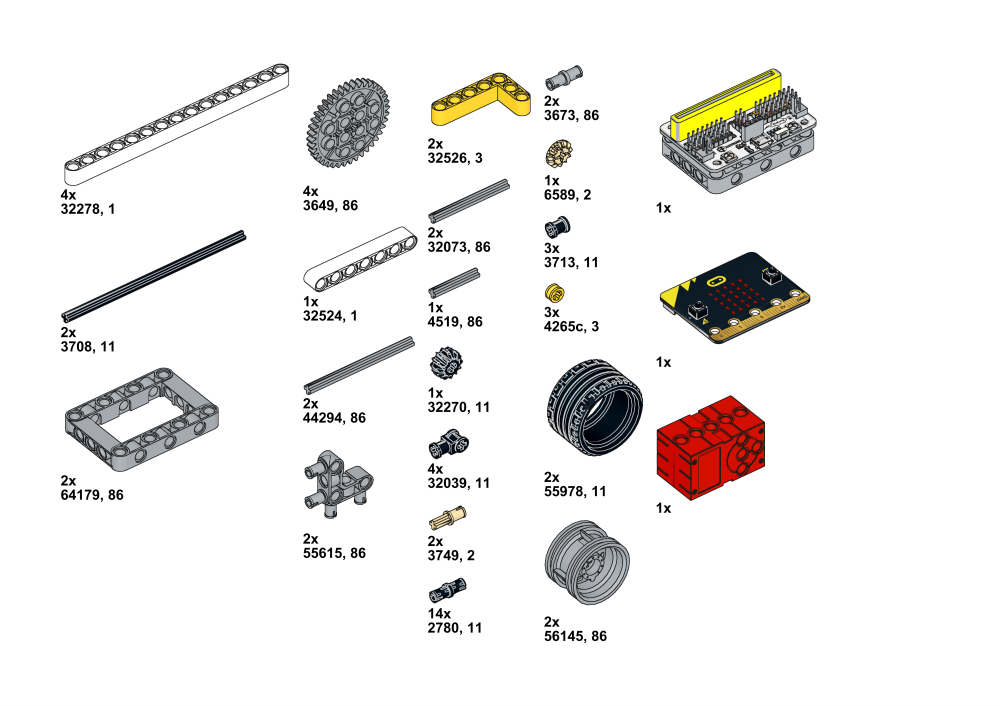 4x
32278, 1
2x
3708, 11
2x
64179, 86
4x
3649, 86
1x
32524, 1
2x
44294, 86
2x
55615, 86
2x
32526, 3
2x
32073, 86
1x
4519, 86
1x
32270, 11
4x
32039, 11
2x
3749, 2
14x
2780, 11
2x
3673, 86
1x
6589, 2
3x
3713, 11
3x
4265c, 3
2x
55978, 11
2x
56145, 86
1x
1x
1x